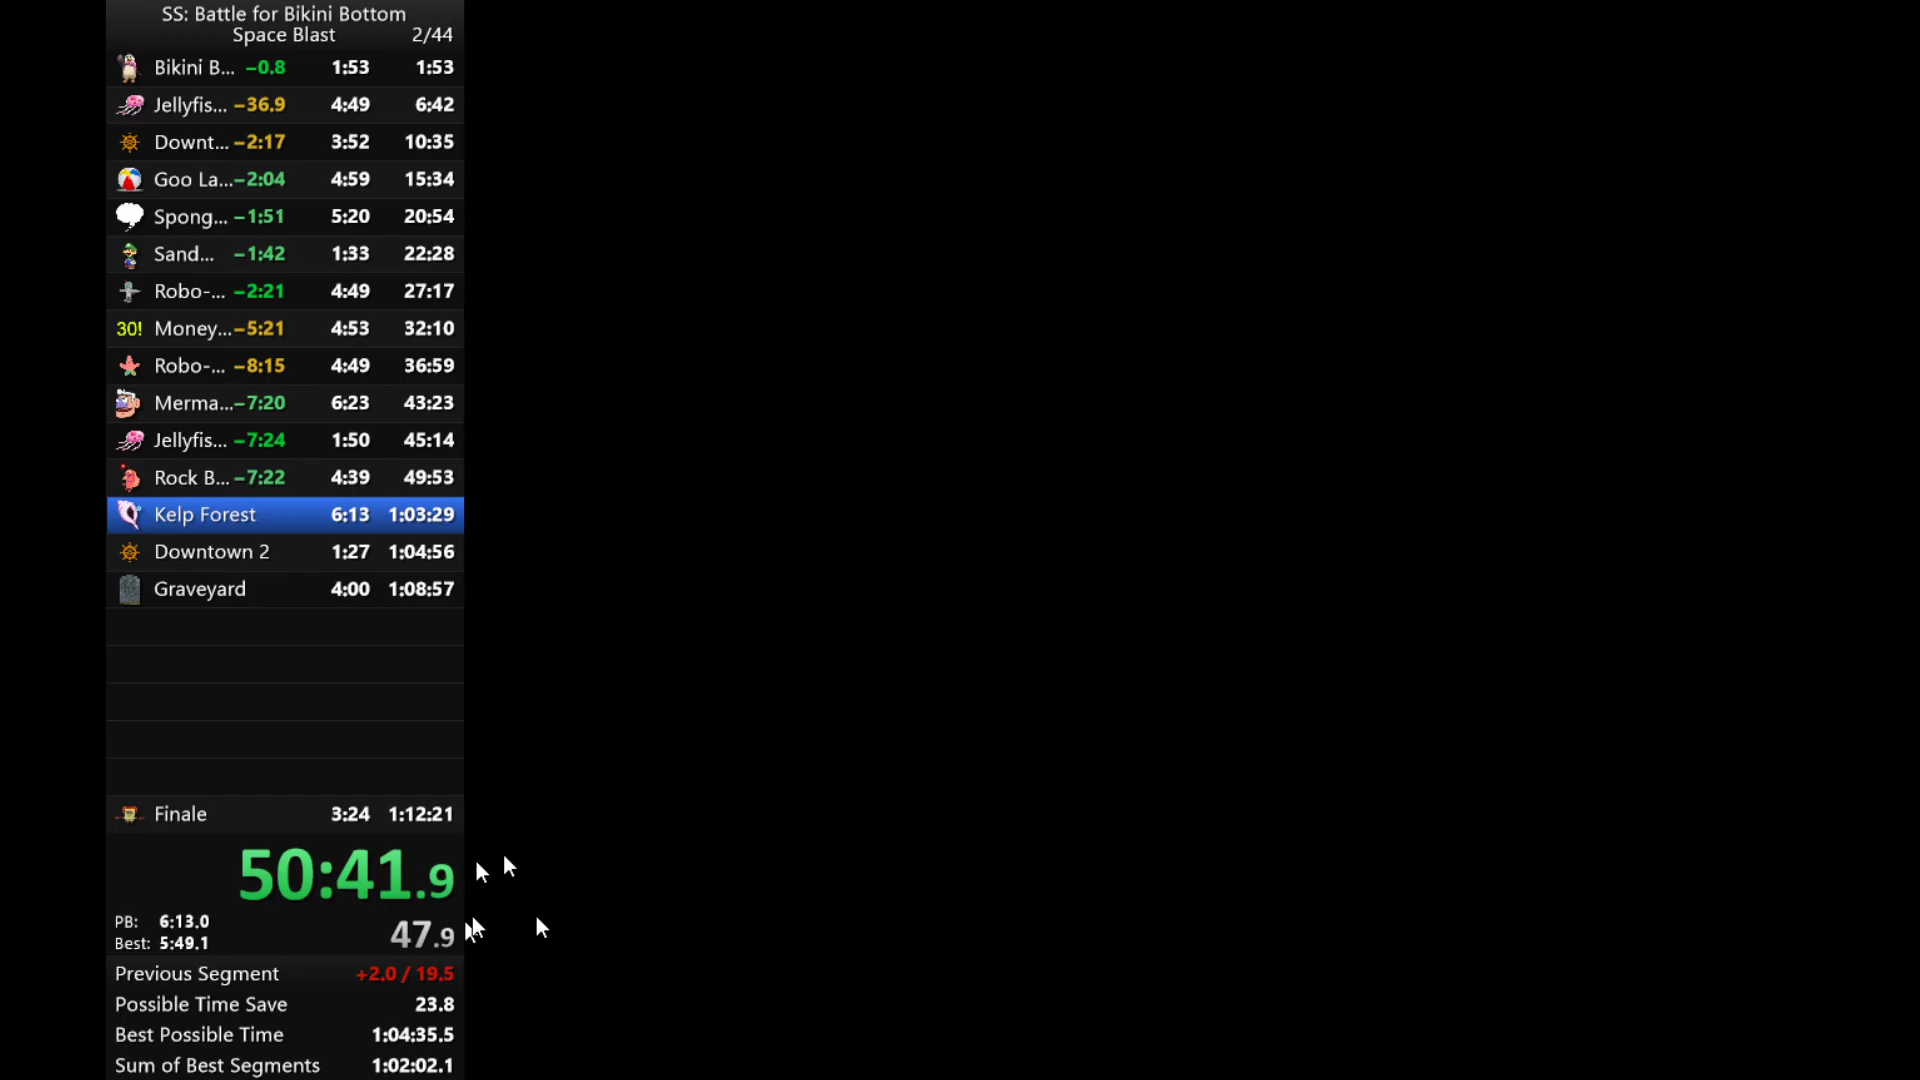 SS: Battle for Bikini Bottom
Space Blast 2/44
Bikini B... −0.8 1:53 1:53
Jellyfis... −36.9 4:49 6:42
Downt... −2:17 3:52 10:35
Goo La... −2:04 4:59 15:34
Spong... −1:51 5:20 20:54
Sand... −1:42 1:33 22:28
Robo-... −2:21 4:49 27:17
30! Money... −5:21 4:53 32:10
Robo-... −8:15 4:49 36:59
Merma... −7:20 6:23 43:23
Jellyfis... −7:24 1:50 45:14
Rock B... −7:22 4:39 49:53
Kelp Forest 6:13 1:03:29
Downtown 2 1:27 1:04:56
Graveyard 4:00 1:08:57
Finale 3:24 1:12:21
50:41.9
PB: 6:13.0
Best: 5:49.1
47.9
Previous Segment +2.0 / 19.5
Possible Time Save 23.8
Best Possible Time 1:04:35.5
Sum of Best Segments 1:02:02.1